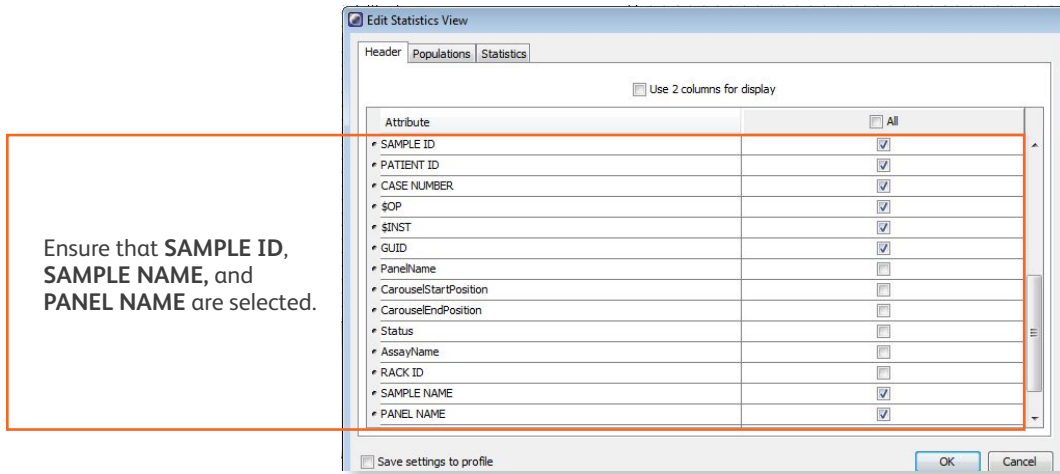 Edit Statistics View
Header Populations Statistics
Use 2 columns for display
Attribute All
SAMPLE ID
PATIENT ID
CASE NUMBER
$OP
$INST
GUID
PanelName
CarouselStartPosition
CarouselEndPosition
Status
AssayName
RACK ID
SAMPLE NAME
PANEL NAME
Save settings to profile
OK Cancel
Ensure that SAMPLE ID,
SAMPLE NAME, and
PANEL NAME are selected.